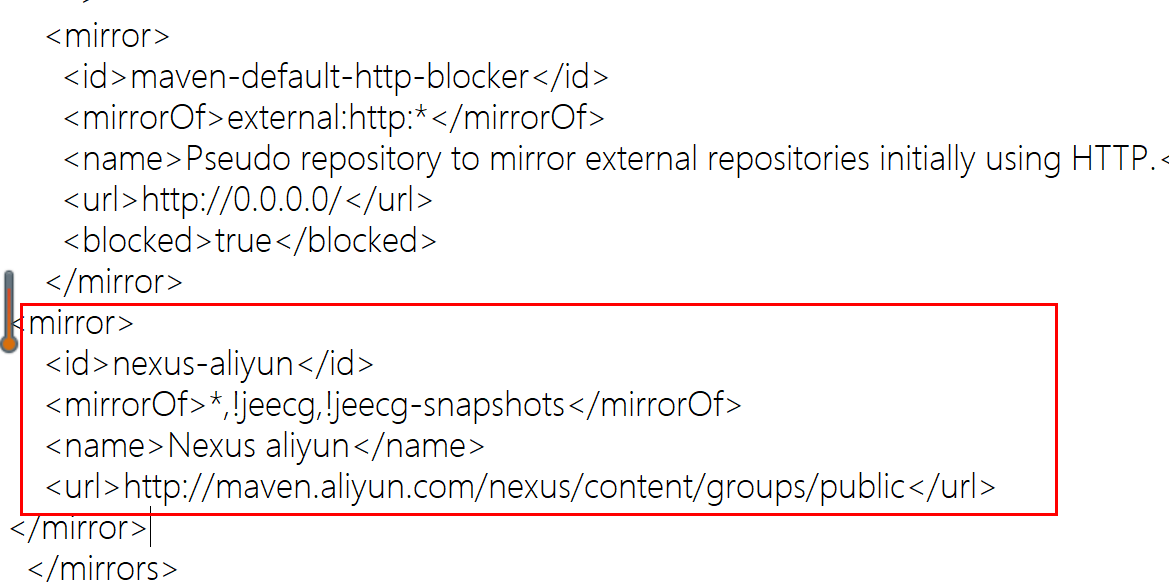 <mirror>
<id>maven-default-http-blocker</id>
<mirrorOf>external:http:*</mirrorOf>
<name>Pseudo repository to mirror external repositories initially using HTTP.<
<url>http://0.0.0.0/</url>
<blocked>true</blocked>
</mirror>
<mirror>
<id>nexus-aliyun</id>
<mirrorOf>*,!jeecg,!jeecg-snapshots</mirrorOf>
<name>Nexus aliyun</name>
<url>http://maven.aliyun.com/nexus/content/groups/public</url>
</mirror>
</mirrors>